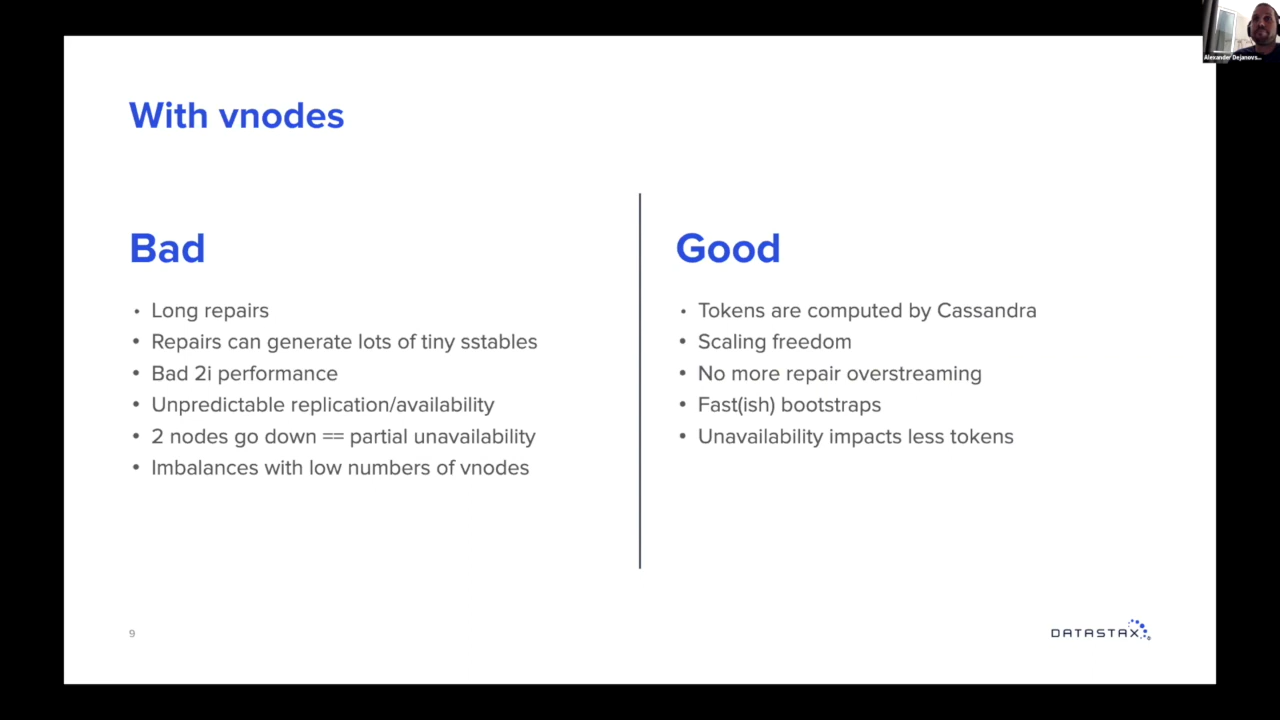 Alexander Dejanovs...
With vnodes
Bad
• Long repairs
• Repairs can generate lots of tiny sstables
• Bad 2i performance
• Unpredictable replication/availability
• 2 nodes go down == partial unavailability
• Imbalances with low numbers of vnodes
Good
• Tokens are computed by Cassandra
• Scaling freedom
• No more repair overstreaming
• Fast(ish) bootstraps
• Unavailability impacts less tokens
9
DATASTAX